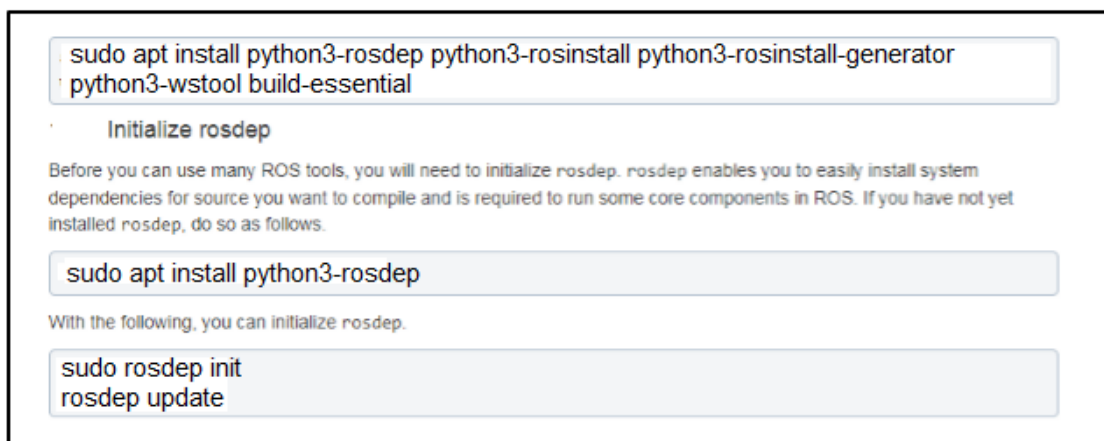 sudo apt install python3-rosdep python3-rosinstall python3-rosinstall-generator
python3-wstool build-essential
Initialize rosdep
Before you can use many ROS tools, you will need to initialize rosdep. rosdep enables you to easily install system
dependencies for source you want to compile and is required to run some core components in ROS. If you have not yet
installed rosdep, do so as follows.
sudo apt install python3-rosdep
With the following, you can initialize rosdep.
sudo rosdep init
rosdep update